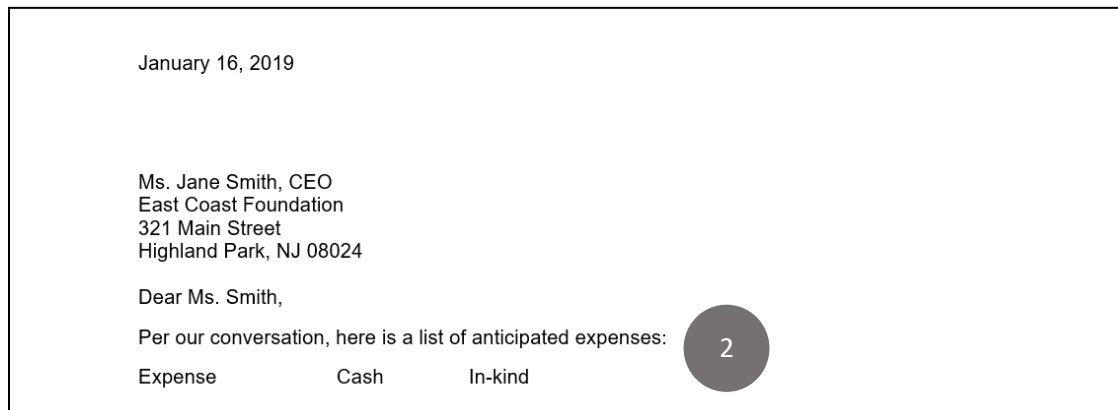 January 16, 2019
Ms. Jane Smith, CEO
East Coast Foundation
321 Main Street
Highland Park, NJ 08024
Dear Ms. Smith,
Per our conversation, here is a list of anticipated expenses:
2
Expense Cash In-kind